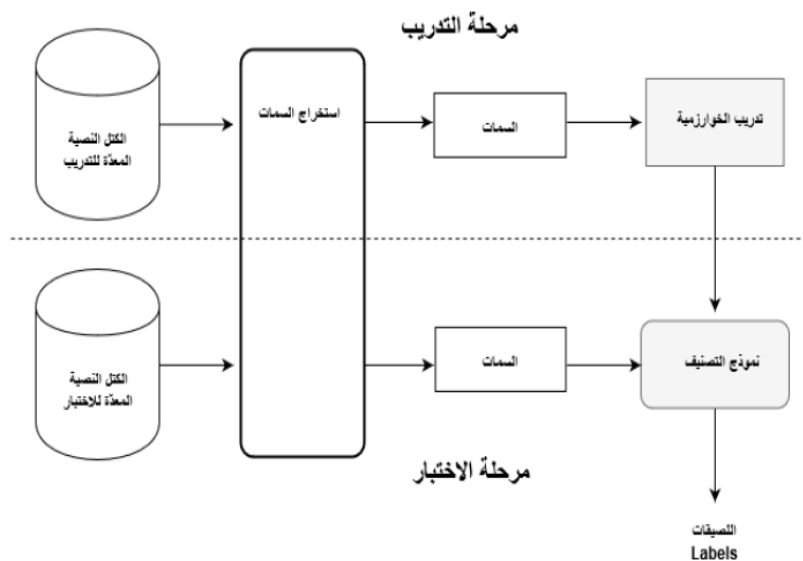 مرحلة التدريب
الكتل النصية
المعدّة للتدريب
استخراج السمات
السمات
تدريب الخوارزمية
الكتل النصية
المعدّة للاختبار
السمات
نموذج التصنيف
مرحلة الاختبار
اللصيقات
Labels